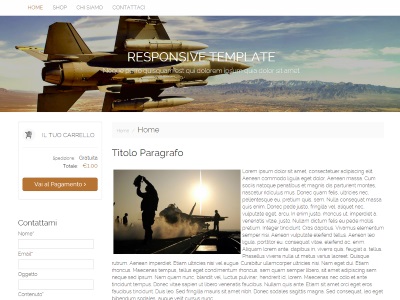 HOME SHOP CHI SIAMO CONTATTACI
RESPONSIVE TEMPLATE
IL TUO CARRELLO
Spedizione Gratuita
Totale €0,00
Vai al Pagamento >
Contattami
Nome*
Email*
Oggetto
Contenuto*
Home / Home
Titolo Paragrafo
Lorem ipsum dolor sit amet, consectetuer adipiscing elit.
Aenean commodo ligula eget dolor. Aenean massa. Cum
sociis natoque penatibus et magnis dis parturient montes,
nascetur ridiculus mus. Donec quam felis, ultricies nec,
pellentesque eu, pretium quis, sem. Nulla consequat massa
quis enim. Donec pede justo, fringilla vel, aliquet nec,
vulputate eget, arcu. In enim justo, rhoncus ut, imperdiet a,
venenatis vitae, justo. Nullam dictum felis eu pede mollis
pretium. Integer tincidunt. Cras dapibus. Vivamus elementum
semper nisi. Aenean vulputate eleifend tellus. Aenean leo
ligula, porttitor eu, consequat vitae, eleifend ac, enim.
Aliquam lorem ante, dapibus in, viverra quis, feugiat a, tellus.
Phasellus viverra nulla ut metus varius laoreet. Quisque
rutrum. Aenean imperdiet. Etiam ultricies nisi vel augue. Curabitur ullamcorper ultricies nisi. Nam eget dui. Etiam
rhoncus. Maecenas tempus, tellus eget condimentum rhoncus, sem quam semper libero, sit amet adipiscing sem
neque sed ipsum. Nam quam nunc, blandit vel, luctus pulvinar, hendrerit id, lorem. Maecenas nec odio et ante
tincidunt tempus. Donec vitae sapien ut libero venenatis faucibus. Nullam quis ante. Etiam sit amet orci eget eros
faucibus tincidunt. Duis leo. Sed fringilla mauris sit amet nibh. Donec sodales sagittis magna. Sed consequat, leo
eget bibendum sodales, augue velit cursus nunc.